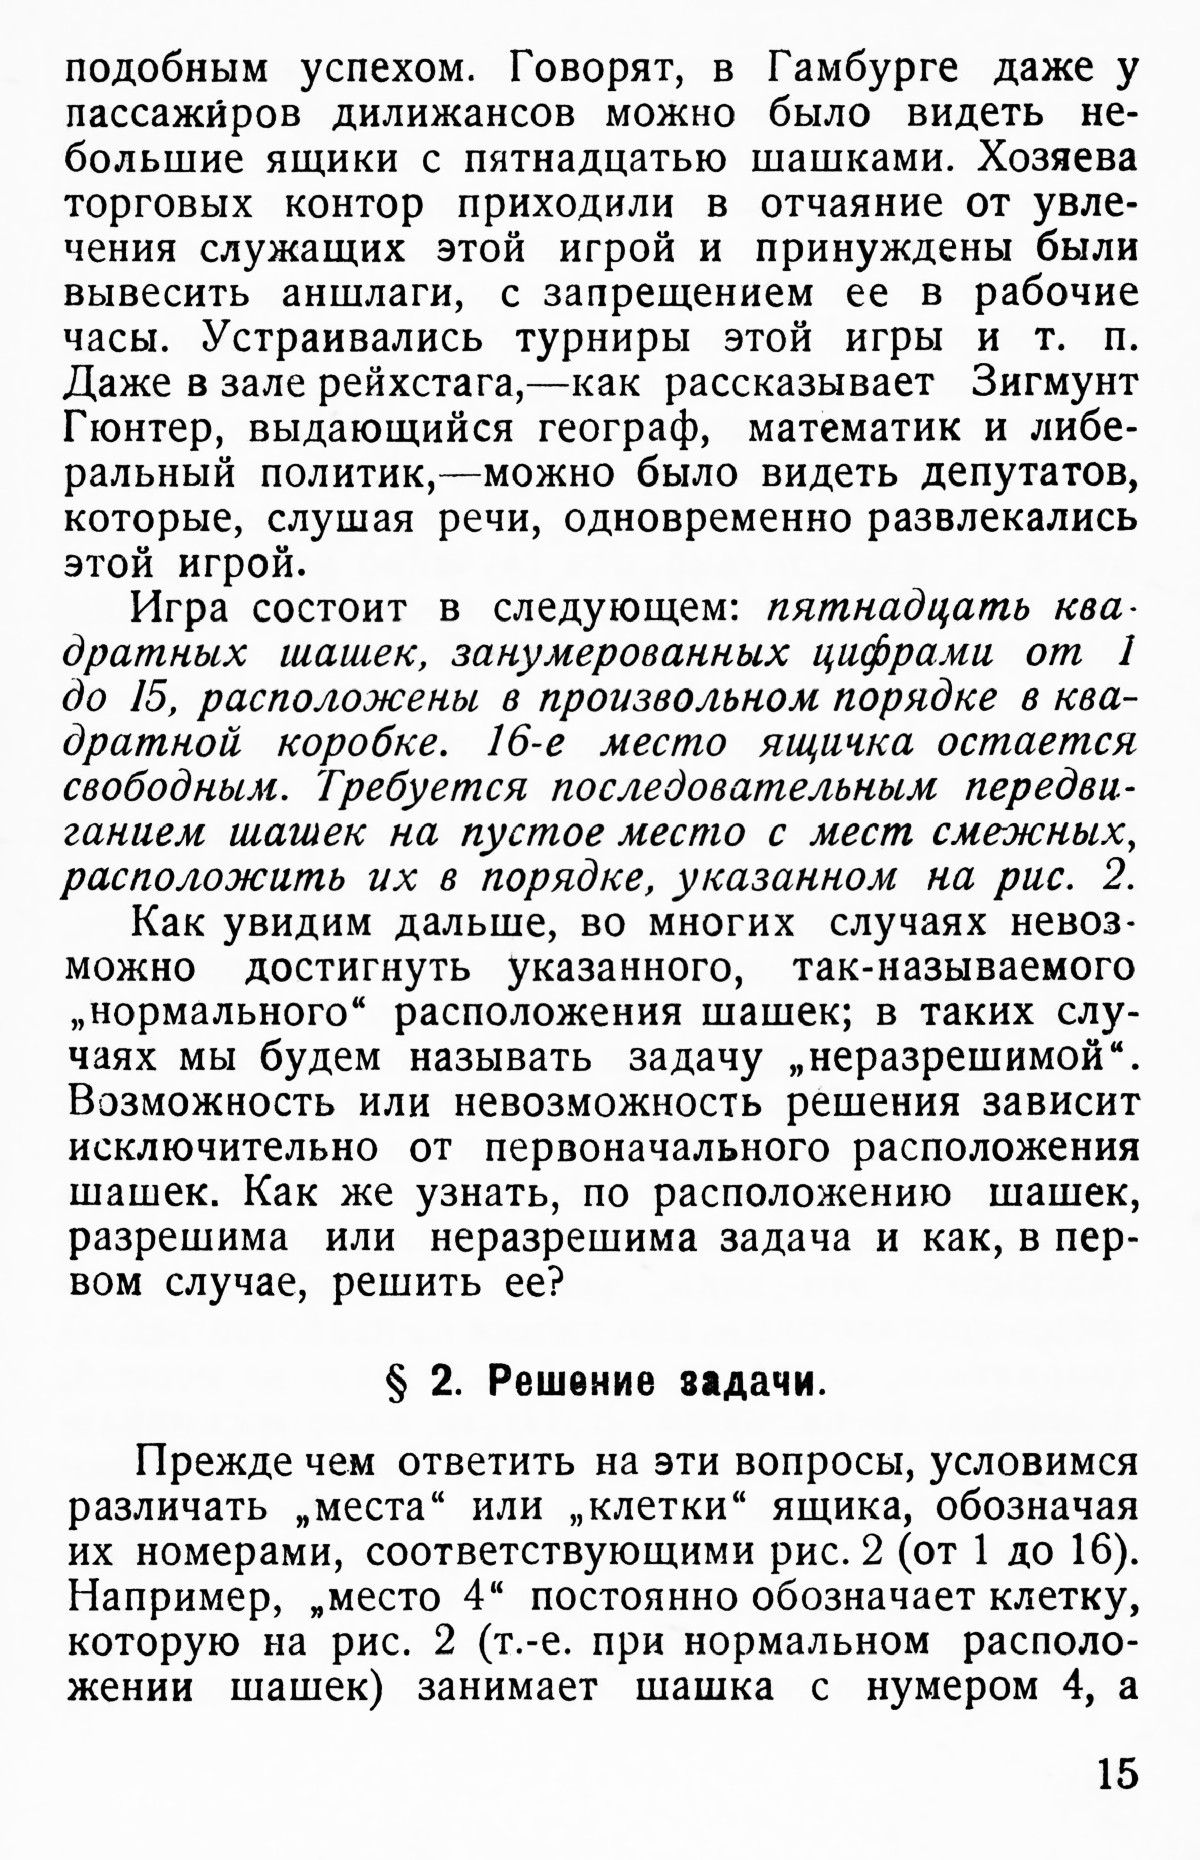 подобным успехом. Говорят, в Гамбурге даже у
пассажиров дилижансов можно было видеть не-
большие ящики с пятнадцатью шашками. Хозяева
торговых контор приходили в отчаяние от увле-
чения служащих этой игрой и принуждены были
вывесить аншлаги, с запрещением ее в рабочие
часы. Устраивались турниры этой игры и т. п.
Даже в зале рейхстага,—как рассказывает Зигмунт
Гюнтер, выдающийся географ, математик и либе-
ральный политик,—можно было видеть депутатов,
которые, слушая речи, одновременно развлекались
этой игрой.
Игра состоит в следующем: пятнадцать ква-
дратных шашек, занумерованных цифрами от 1
до 15, расположены в произвольном порядке в ква-
дратной коробке. 16-е место ящичка остается
свободным. Требуется последовательным передви-
ганием шашек на пустое место с мест смежных,
расположить их в порядке, указанном на рис. 2.
Как увидим дальше, во многих случаях невоз-
можно достигнуть указанного, так-называемого
„нормального“ расположения шашек; в таких слу-
чаях мы будем называть задачу „неразрешимой“.
Возможность или невозможность решения зависит
исключительно от первоначального расположения
шашек. Как же узнать, по расположению шашек,
разрешима или неразрешима задача и как, в пер-
вом случае, решить ее?
§ 2. Решение задачи.
Прежде чем ответить на эти вопросы, условимся
различать „места“ или „клетки“ ящика, обозначая
их номерами, соответствующими рис. 2 (от 1 до 16).
Например, „место 4“ постоянно обозначает клетку,
которую на рис. 2 (т.-е. при нормальном располо-
жении шашек) занимает шашка с нумером 4, а
15